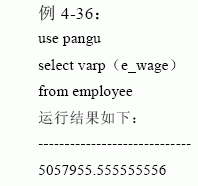 例 4-36：
use pangu
select varp（e_wage）
from employee
运行结果如下：
-----------------------------
5057955.555555556